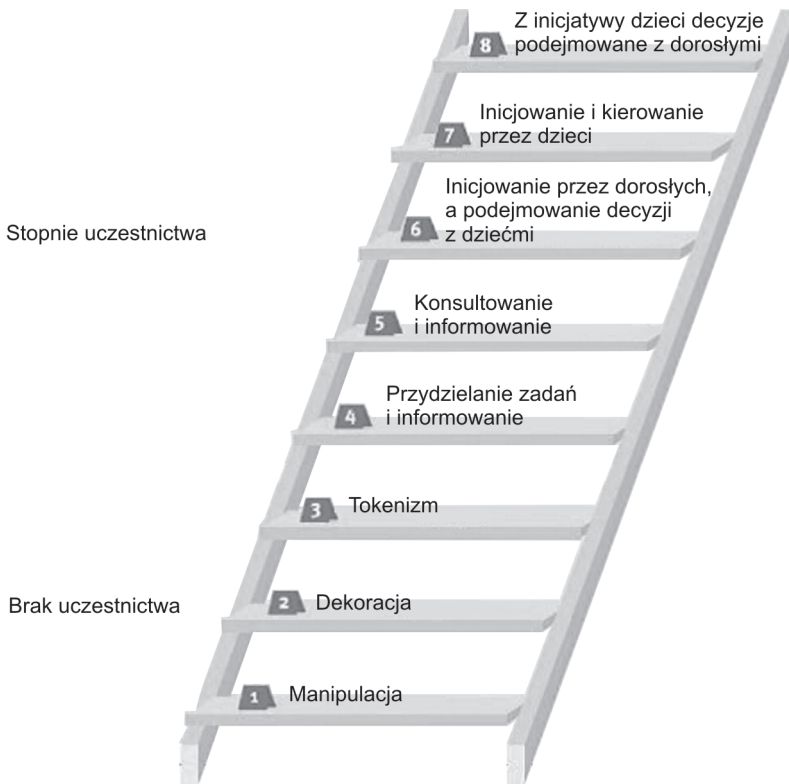 8 Z inicjatywy dzieci decyzje
podejmowane z dorosłymi
7 Inicjowanie i kierowanie
przez dzieci
Inicjowanie przez dorosłych,
a podejmowanie decyzji
6 z dziećmi
Stopnie uczestnictwa
5 Konsultowanie
i informowanie
4 Przydzielanie zadań
i informowanie
3 Tokenizm
2 Dekoracja
Brak uczestnictwa
1 Manipulacja